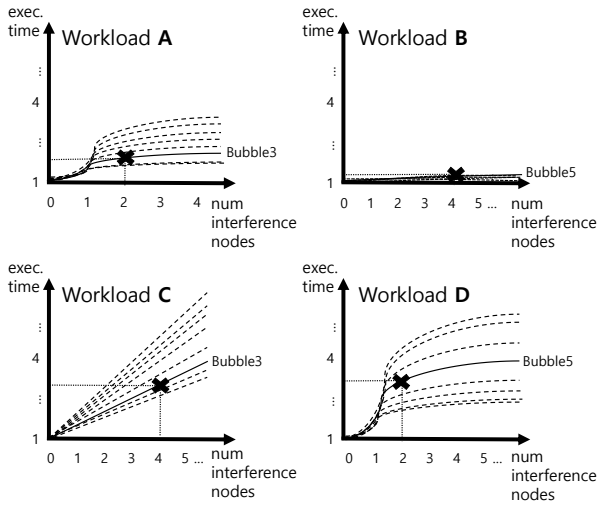 exec.
time
Workload A
...
4
...
1
Bubble3
0 1 2 3 4
num
interference
nodes
exec.
time
Workload B
...
4
...
1
Bubble5
0 1 2 3 4 5 ...
num
interference
nodes
exec.
time
Workload C
...
4
...
1
Bubble3
0 1 2 3 4 5 ...
num
interference
nodes
exec.
time
Workload D
...
4
...
1
Bubble5
0 1 2 3 4 5 ...
num
interference
nodes